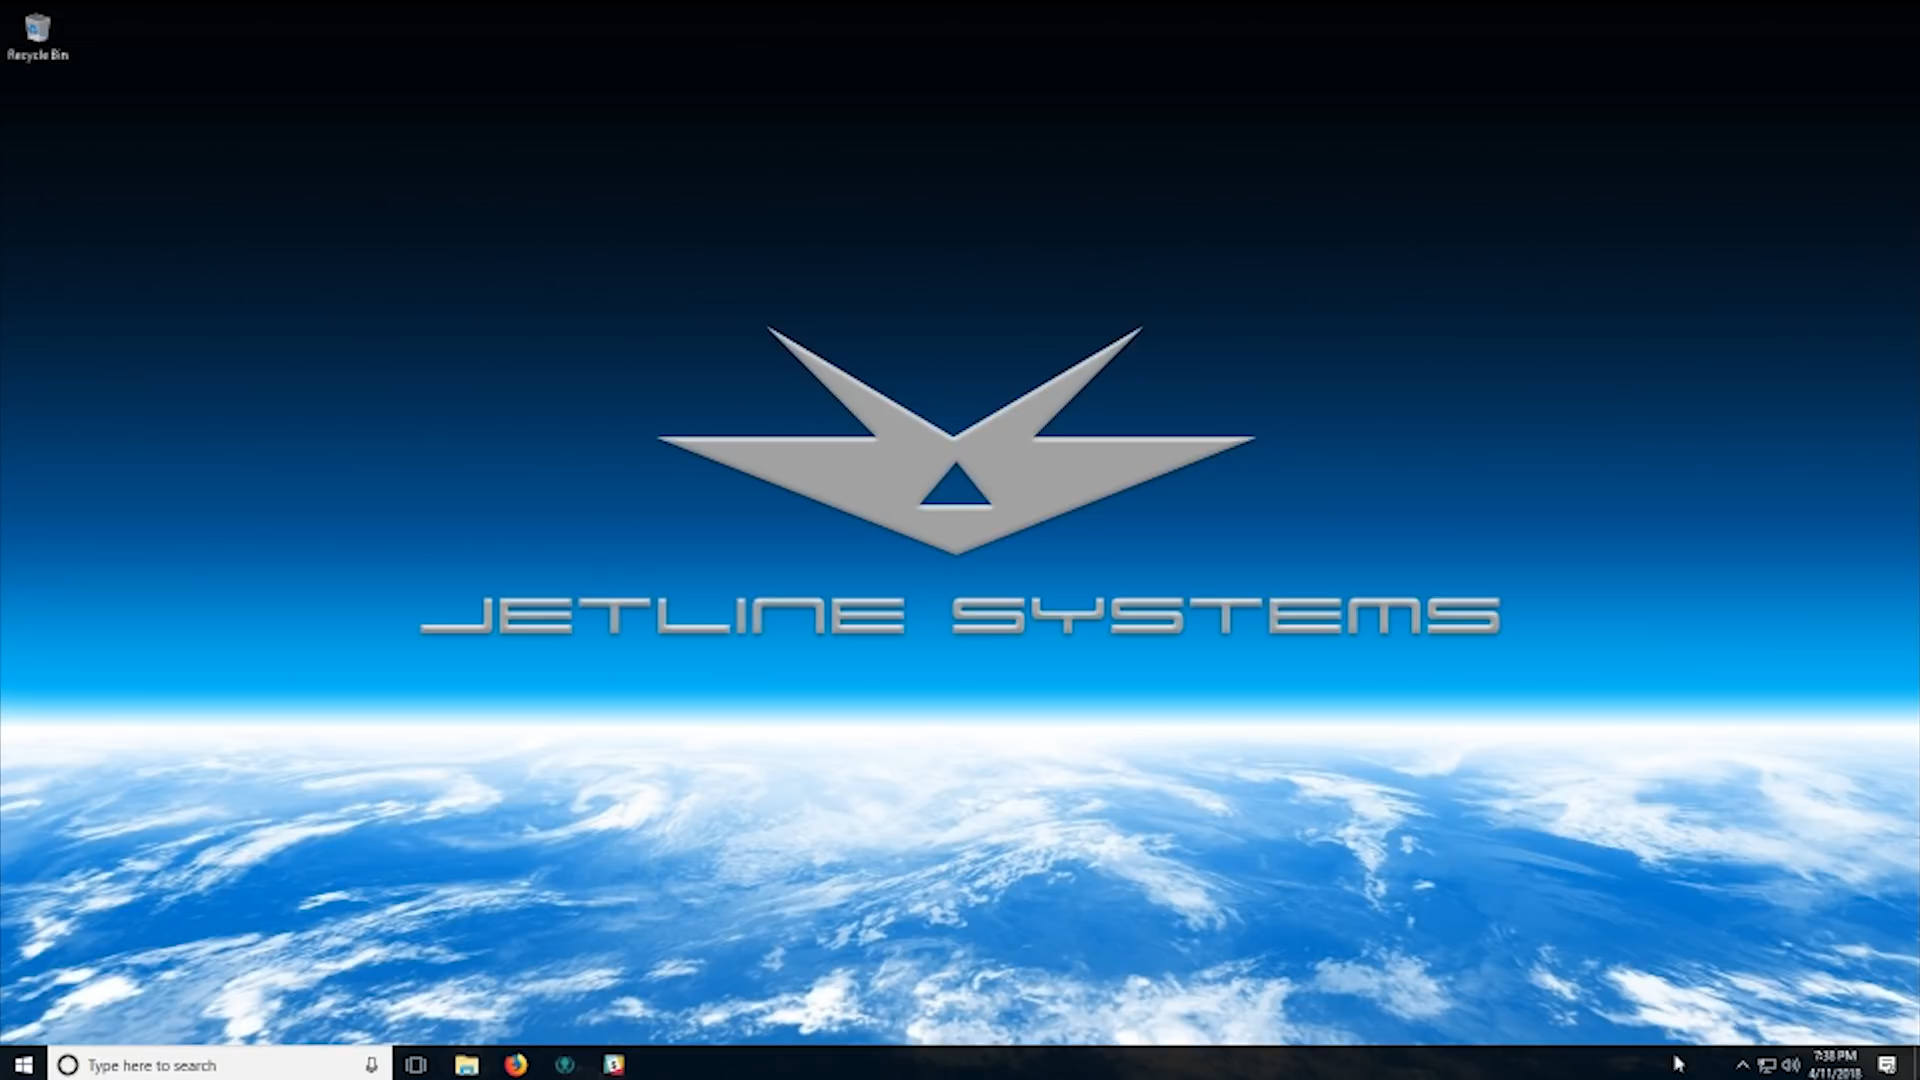 Recycle Bin
JETLINE SYSTEMS
Type here to search
7:38 PM
4/11/2018